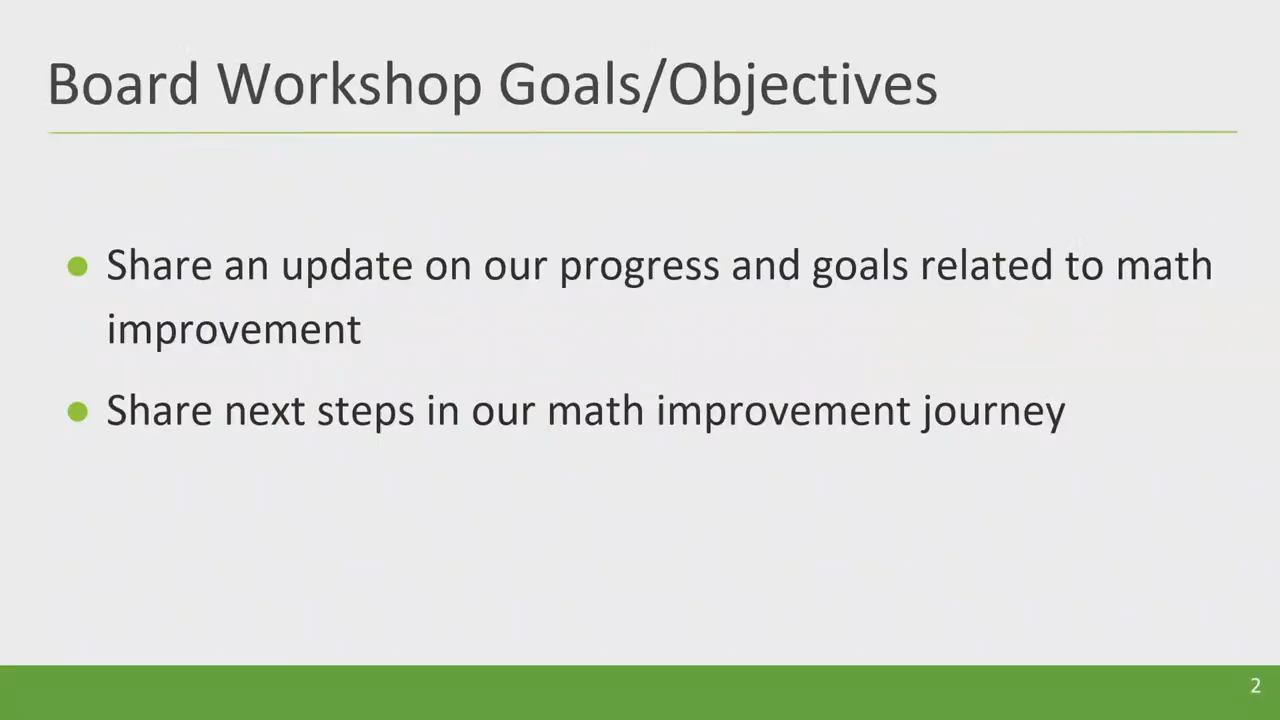 Board Workshop Goals/Objectives
● Share an update on our progress and goals related to math
improvement
● Share next steps in our math improvement journey
2